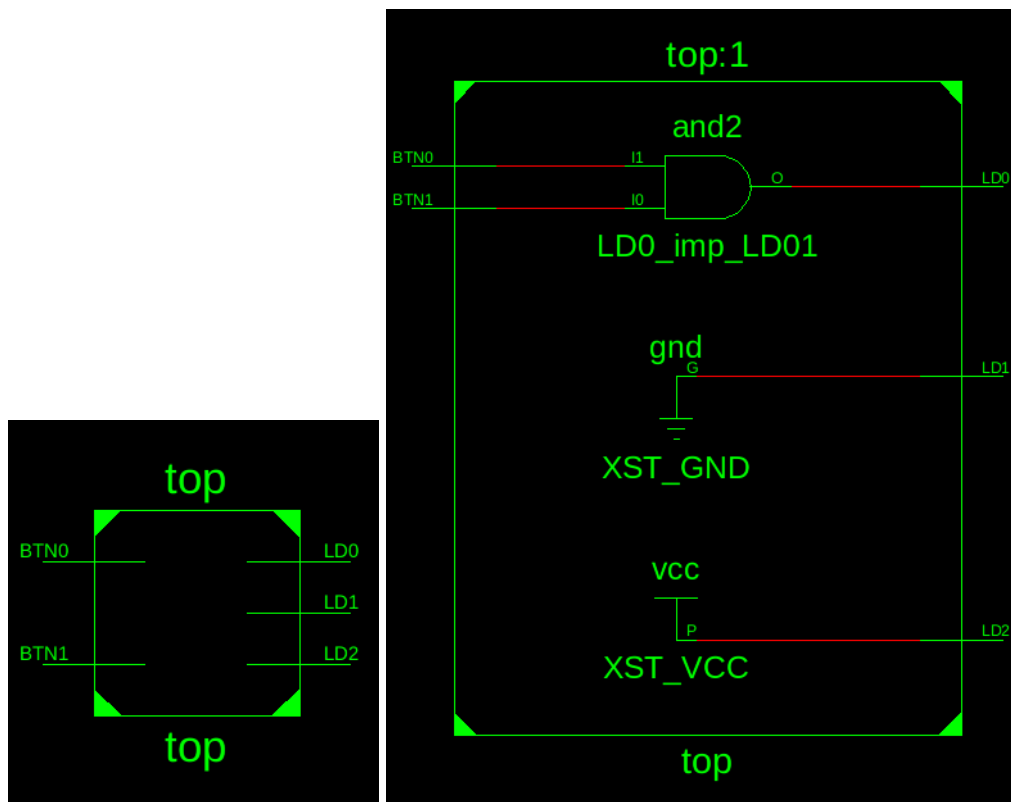 top
BTN0
LD0
LD1
BTN1
LD2
top
top:1
and2
BTN0
I1
O
LD0
BTN1
I0
LD0_imp_LD01
gnd
G
LD1
XST_GND
vcc
P
LD2
XST_VCC
top